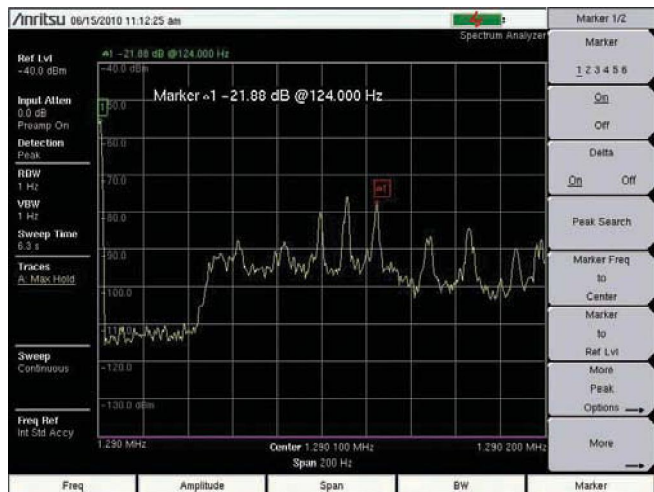 Anritsu 06/15/2010 11:12:25 am
Spectrum Analyzer
Ref Lvl
-40.0 dBm
Input Atten
0.0 dB
Preamp On
Detection
Peak
RBW
1 Hz
VBW
1 Hz
Sweep Time
6.3 s
Traces
A: Max Hold
Sweep
Continuous
Freq Ref
Int Std Accy
1 -21.88 dB @124.000 Hz
-40.0 dBm
Marker 1 -21.88 dB @124.000 Hz
1
-60.0
-70.0
1
-80.0
-90.0
-100.0
-110.0
-120.0
-130.0 dBm
1.290 MHz
Center 1.290 100 MHz
1.290 200 MHz
Span 200 Hz
Marker 1/2
Marker
1 2 3 4 5 6
On
Off
Delta
On Off
Peak Search
Marker Freq
to
Center
Marker
to
Ref Lvl
More
Peak
Options
More
Freq
Amplitude
Span
BW
Marker